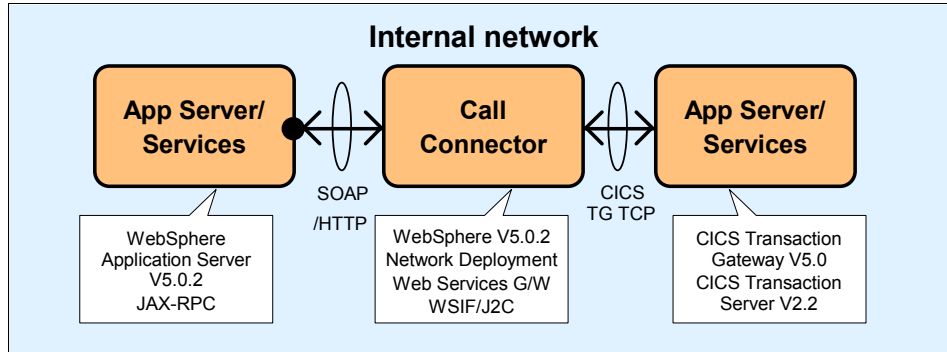 Internal network
App Server/
Services
Call
Connector
App Server/
Services
SOAP
/HTTP
CICS
TG TCP
WebSphere
Application Server
V5.0.2
JAX-RPC
WebSphere V5.0.2
Network Deployment
Web Services G/W
WSIF/J2C
CICS Transaction
Gateway V5.0
CICS Transaction
Server V2.2